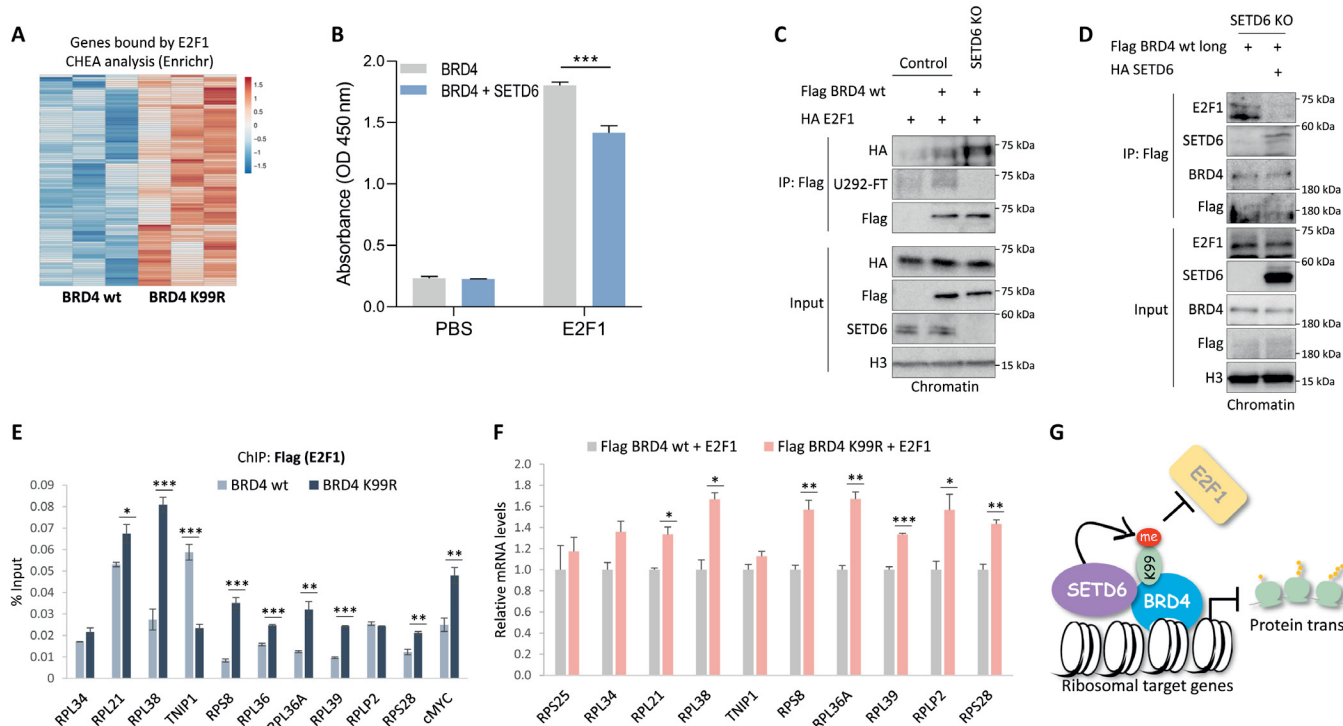 A
Genes bound by E2F1
CHEA analysis (Enrichr)
1.5
1
0.5
0
−0.5
−1
−1.5
BRD4 wt BRD4 K99R
B
Absorbance (OD 450 nm)
2.0
1.5
1.0
0.5
0.0
BRD4
BRD4 + SETD6
***
PBS E2F1
C
Control SETD6 KO
Flag BRD4 wt + +
HA E2F1 + + +
IP: Flag
HA 75 kDa
U292-FT 75 kDa
Flag 75 kDa
Input
HA 75 kDa
Flag 75 kDa
SETD6 60 kDa
H3 15 kDa
Chromatin
D
SETD6 KO
Flag BRD4 wt long + +
HA SETD6 +
IP: Flag
E2F1 75 kDa
60 kDa
SETD6
BRD4
180 kDa
Flag
180 kDa
Input
E2F1 75 kDa
60 kDa
SETD6
BRD4
180 kDa
Flag
180 kDa
H3 15 kDa
Chromatin
E
ChIP: Flag (E2F1)
BRD4 wt BRD4 K99R
% Input
0.09
0.08
0.07
0.06
0.05
0.04
0.03
0.02
0.01
0
* *** *** *** *** ** *** ** **
RPL34 RPL21 RPL38 TNIP1 RPS8 RPL36 RPL36A RPL39 RPLP2 RPS28 cMYC
F
Flag BRD4 wt + E2F1 Flag BRD4 K99R + E2F1
Relative mRNA levels
2.0
1.8
1.6
1.4
1.2
1.0
0.8
0.6
0.4
0.2
0.0
* * ** ** *** * **
RPS25 RPL34 RPL21 RPL38 TNIP1 RPS8 RPL36A RPL39 RPLP2 RPS28
G
E2F1
me
K99
SETD6
BRD4
Protein trans
Ribosomal target genes